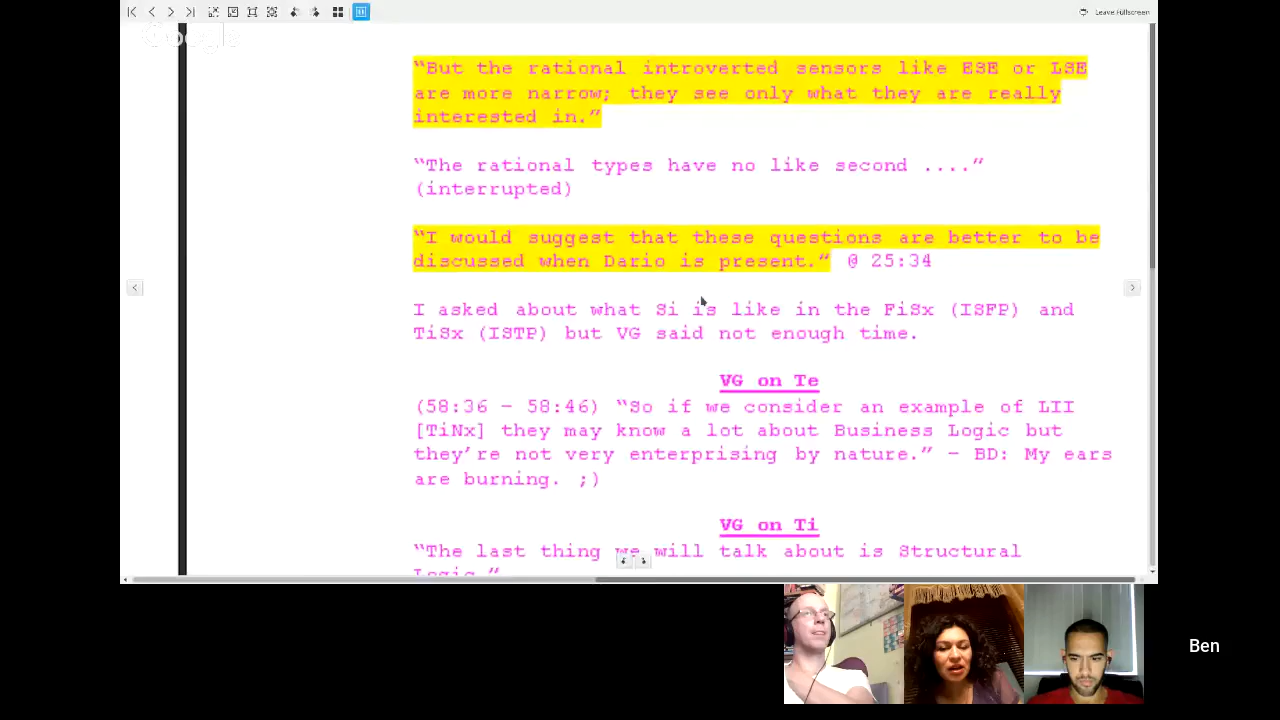 Leave Fullscreen
Google
“But the rational introverted sensors like ESE or LSE
are more narrow; they see only what they are really
interested in.”
“The rational types have no like second ....”
(interrupted)
“I would suggest that these questions are better to be
discussed when Dario is present.” @ 25:34
I asked about what Si is like in the FiSx (ISFP) and
TiSx (ISTP) but VG said not enough time.
VG on Te
(58:36 – 58:46) “So if we consider an example of LII
[TiNx] they may know a lot about Business Logic but
they’re not very enterprising by nature.” – BD: My ears
are burning. ;)
VG on Ti
“The last thing we will talk about is Structural
Logic.”
Ben